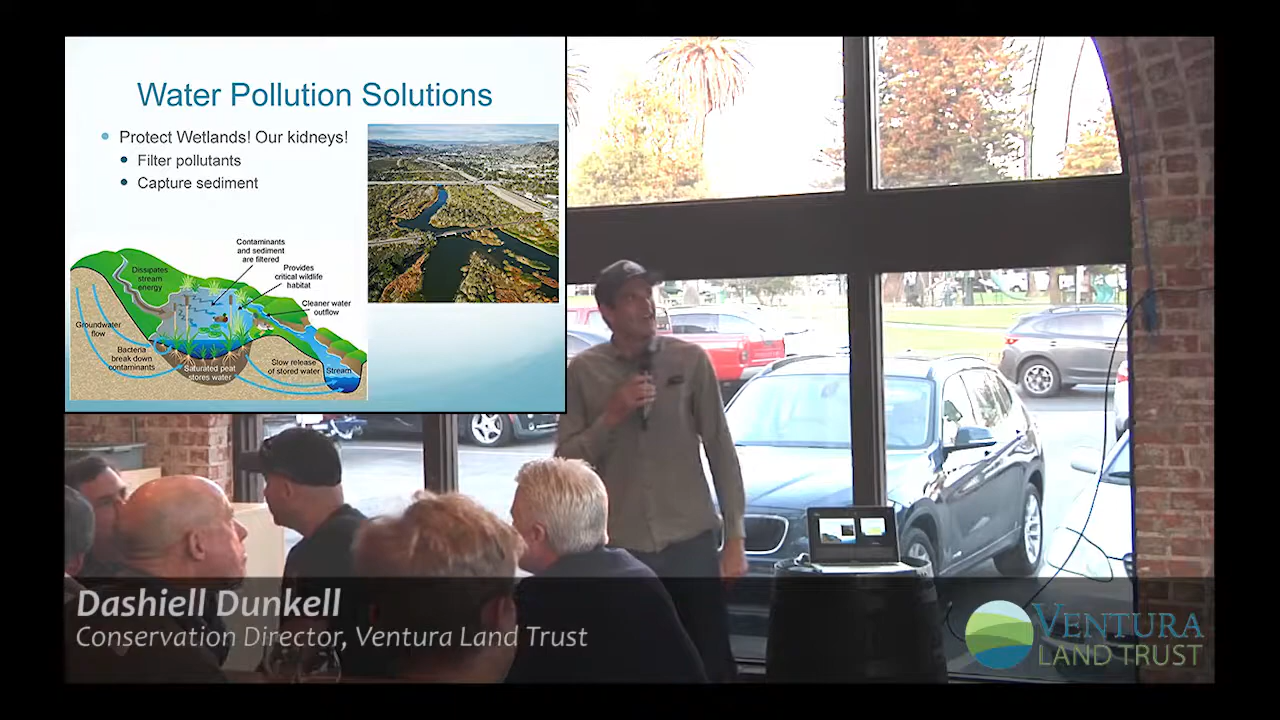 Water Pollution Solutions
Protect Wetlands! Our kidneys!
Filter pollutants
Capture sediment
Contaminants
and sediment
are filtered
Dissipates
stream
energy
Provides
critical wildlife
habitat
Cleaner water
outflow
Groundwater
flow
Bacteria
break down
contaminants
Saturated peat
stores water
Slow release
of stored water
Stream
Dashiell Dunkell
Conservation Director, Ventura Land Trust
VENTURA
LAND TRUST